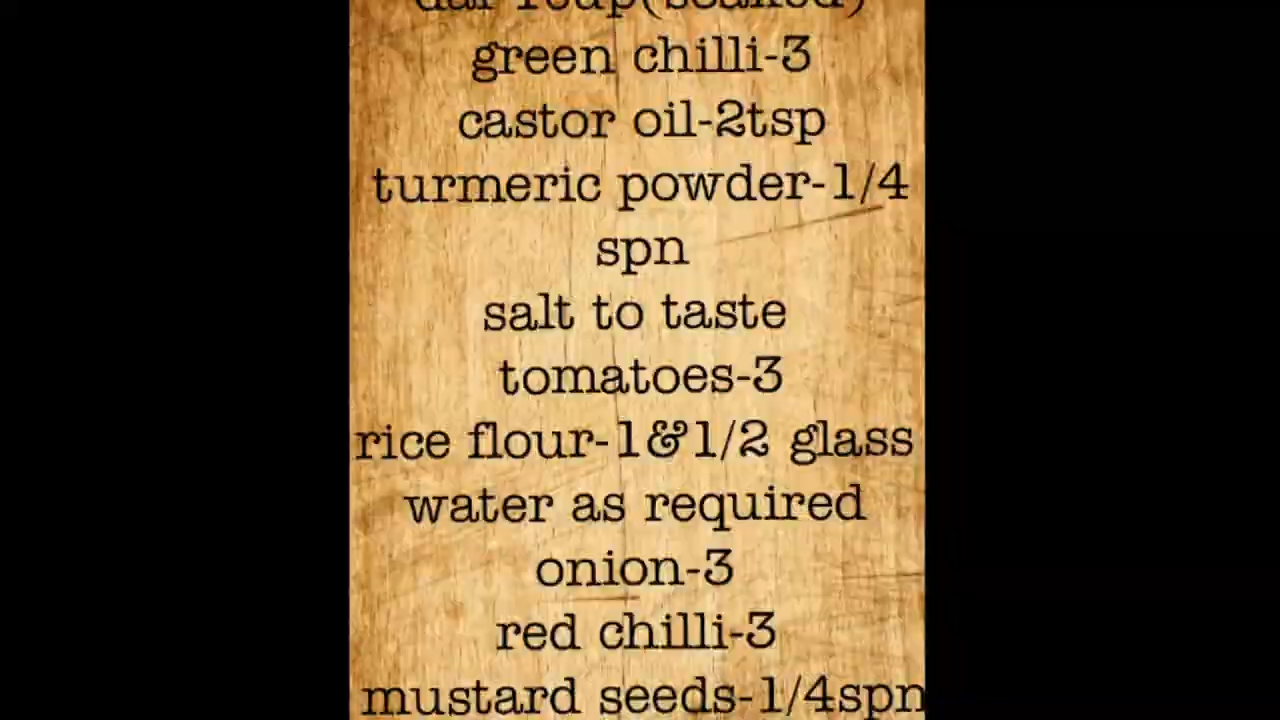 green chilli-3
castor oil-2tsp
turmeric powder-1/4
spn
salt to taste
tomatoes-3
rice flour-1&1/2 glass
water as required
onion-3
red chilli-3
mustard seeds-1/4spn